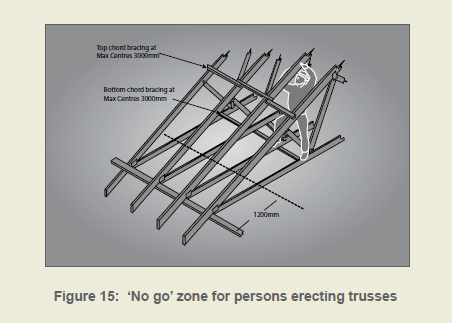 Top chord bracing at
Max Centres 3000mm
Bottom chord bracing at
Max Centres 3000mm
1200mm
Figure 15: ‘No go’ zone for persons erecting trusses